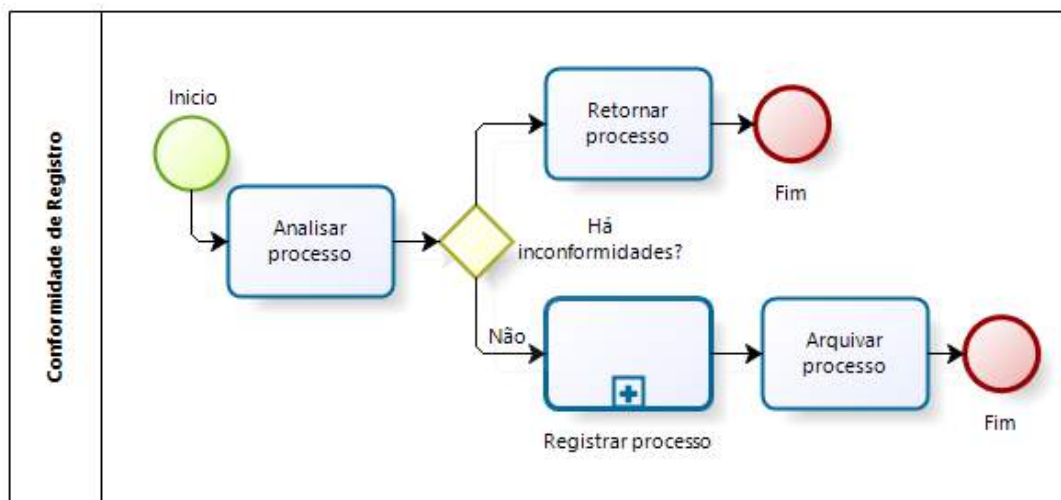 Conformidade de Registro
Inicio
Analisar
processo
Há
inconformidades?
Retornar
processo
Fim
Não
Registrar processo
Arquivar
processo
Fim